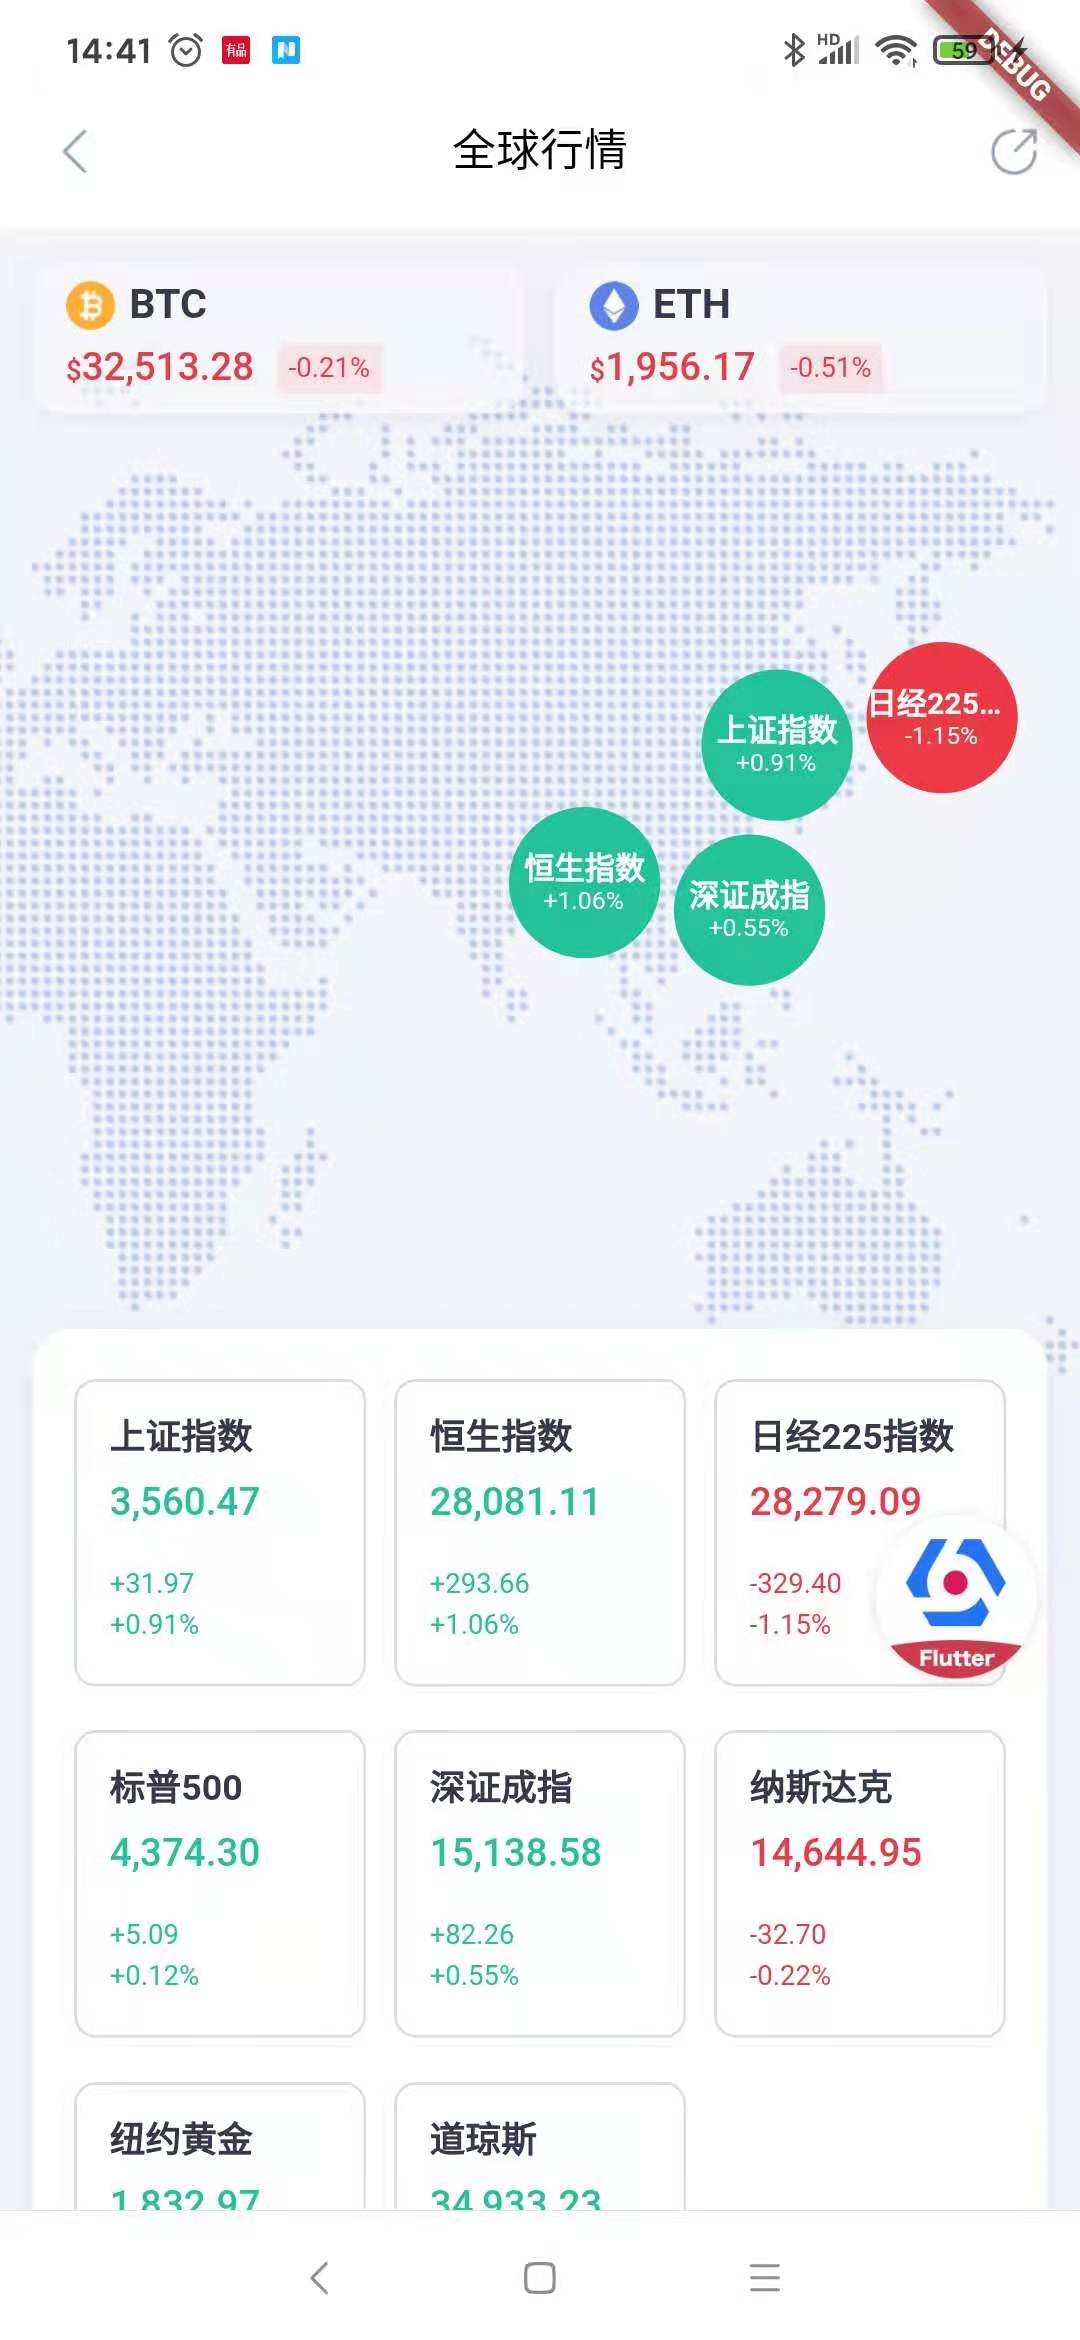 14:41
有品
HD
59
DEBUG
全球行情
BTC
$32,513.28 -0.21%
ETH
$1,956.17 -0.51%
日经225...
-1.15%
上证指数
+0.91%
恒生指数
+1.06%
深证成指
+0.55%
上证指数
3,560.47
+31.97
+0.91%
恒生指数
28,081.11
+293.66
+1.06%
日经225指数
28,279.09
-329.40
-1.15%
Flutter
标普500
4,374.30
+5.09
+0.12%
深证成指
15,138.58
+82.26
+0.55%
纳斯达克
14,644.95
-32.70
-0.22%
纽约黄金
1,832.97
道琼斯
34,933.23